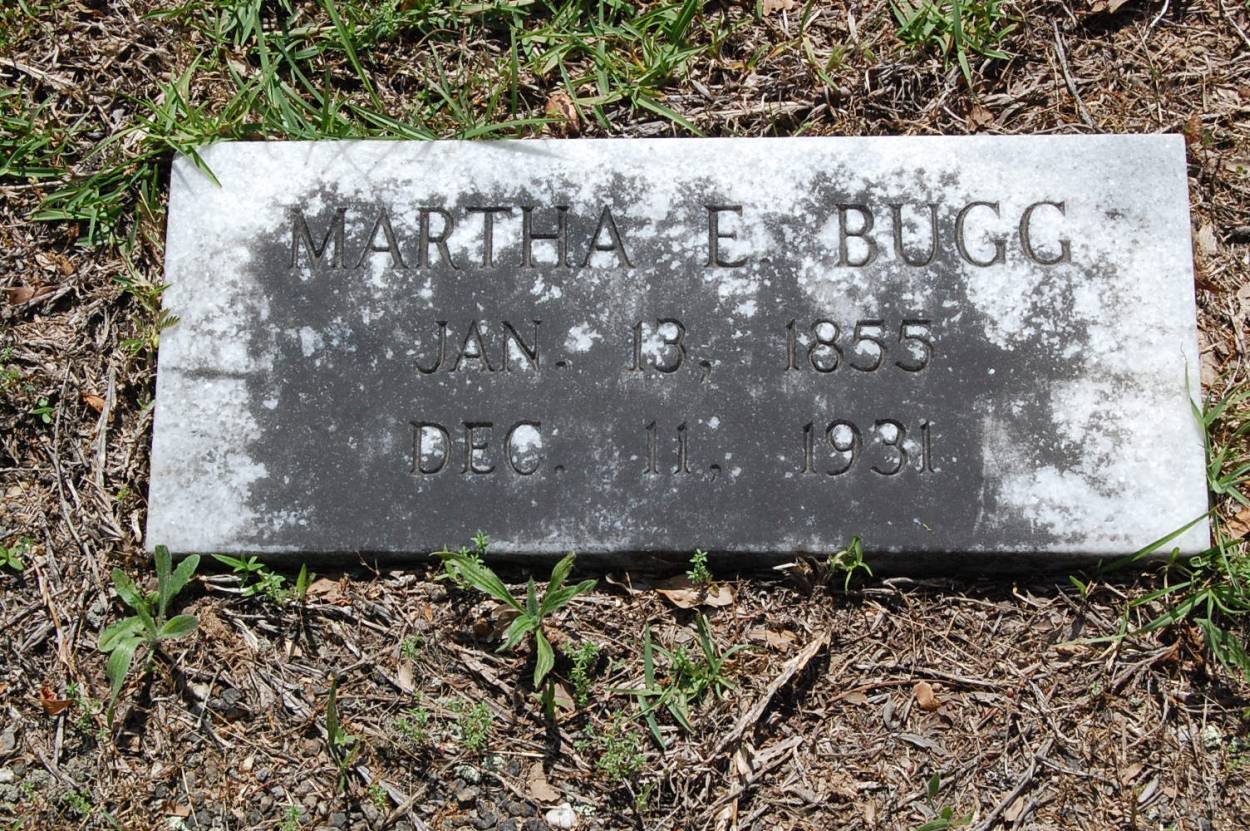 MARTHA E. BUGG
JAN. 13, 1855
DEC. 11, 1931